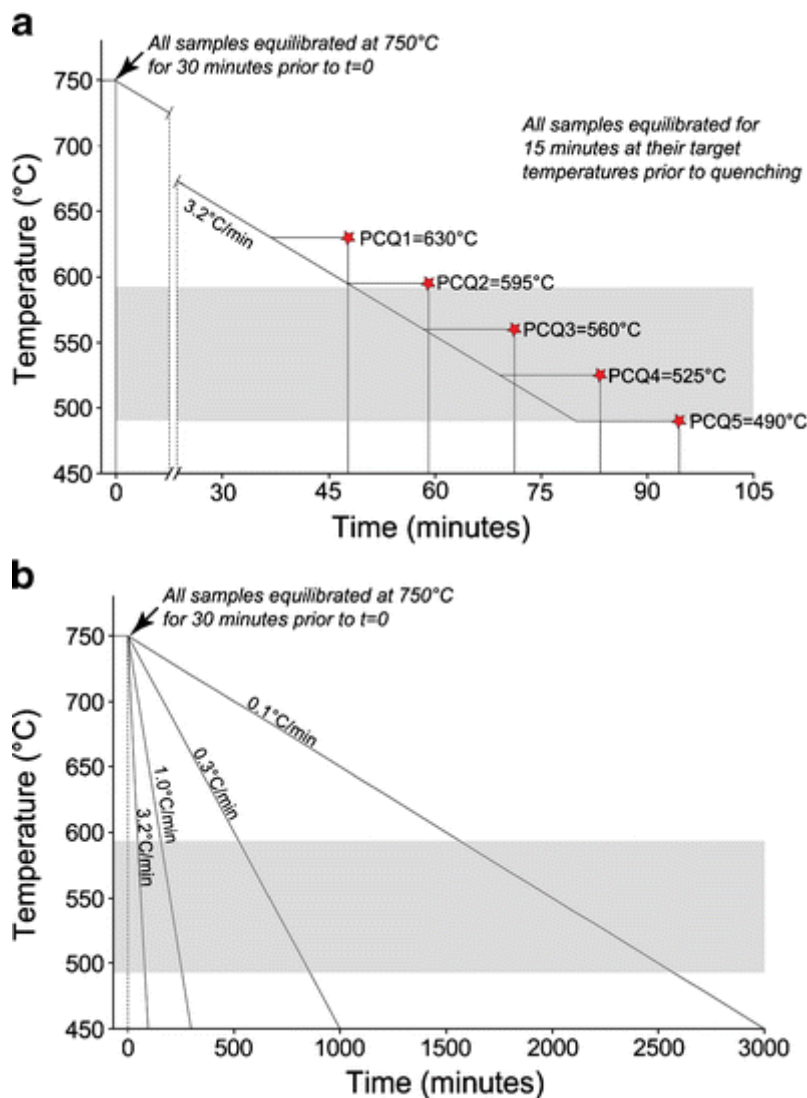 a
All samples equilibrated at 750°C
for 30 minutes prior to t=0
750
700
650
600
550
500
450
Temperature (°C)
All samples equilibrated for
15 minutes at their target
temperatures prior to quenching
3.2°C/min
PCQ1=630°C
PCQ2=595°C
PCQ3=560°C
PCQ4=525°C
PCQ5=490°C
0 30 45 60 75 90 105
Time (minutes)
b
All samples equilibrated at 750°C
for 30 minutes prior to t=0
750
700
650
600
550
500
450
Temperature (°C)
0.1°C/min
0.3°C/min
1.0°C/min
3.2°C/min
0 500 1000 1500 2000 2500 3000
Time (minutes)